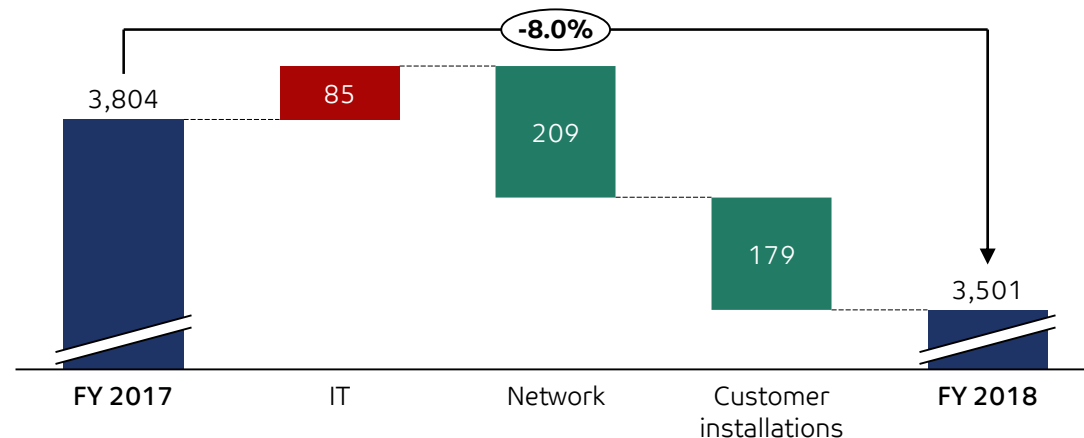 -8.0%
3,804
85
209
179
3,501
FY 2017
IT
Network
Customer
installations
FY 2018